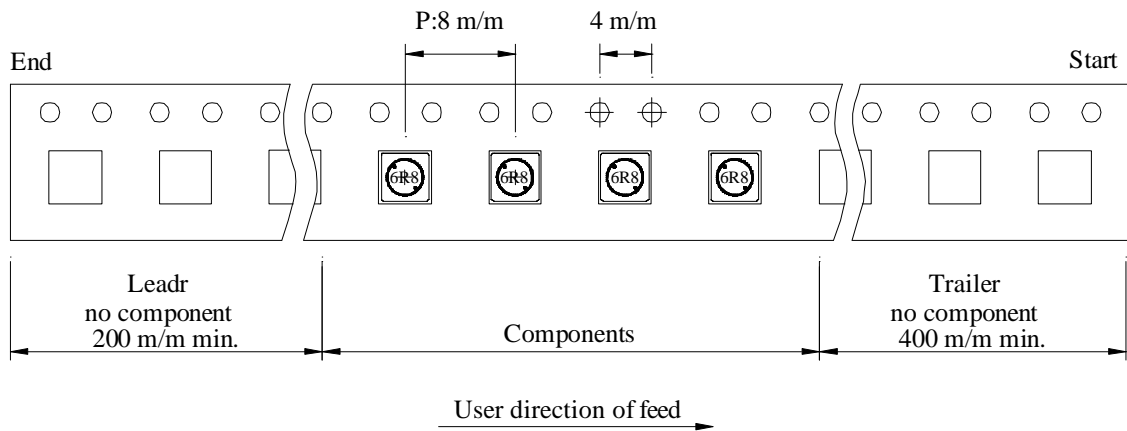 P:8 m/m
4 m/m
End
Start
6R8
6R8
6R8
6R8
Leadr
no component
200 m/m min.
Components
Trailer
no component
400 m/m min.
User direction of feed